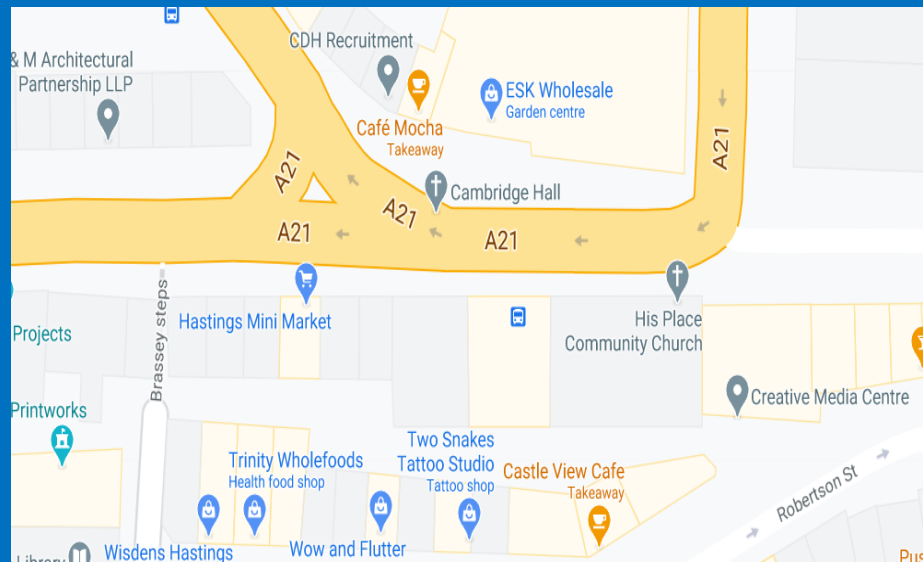 CDH Recruitment
& M Architectural
Partnership LLP
ESK Wholesale
Garden centre
Café Mocha
Takeaway
A21
A21
Cambridge Hall
A21
A21
A21
Brassey steps
Hastings Mini Market
His Place
Community Church
Projects
Creative Media Centre
Printworks
Two Snakes
Tattoo Studio
Tattoo shop
Trinity Wholefoods
Health food shop
Castle View Cafe
Takeaway
Robertson St
Wisdens Hastings
Wow and Flutter
Library
Pus